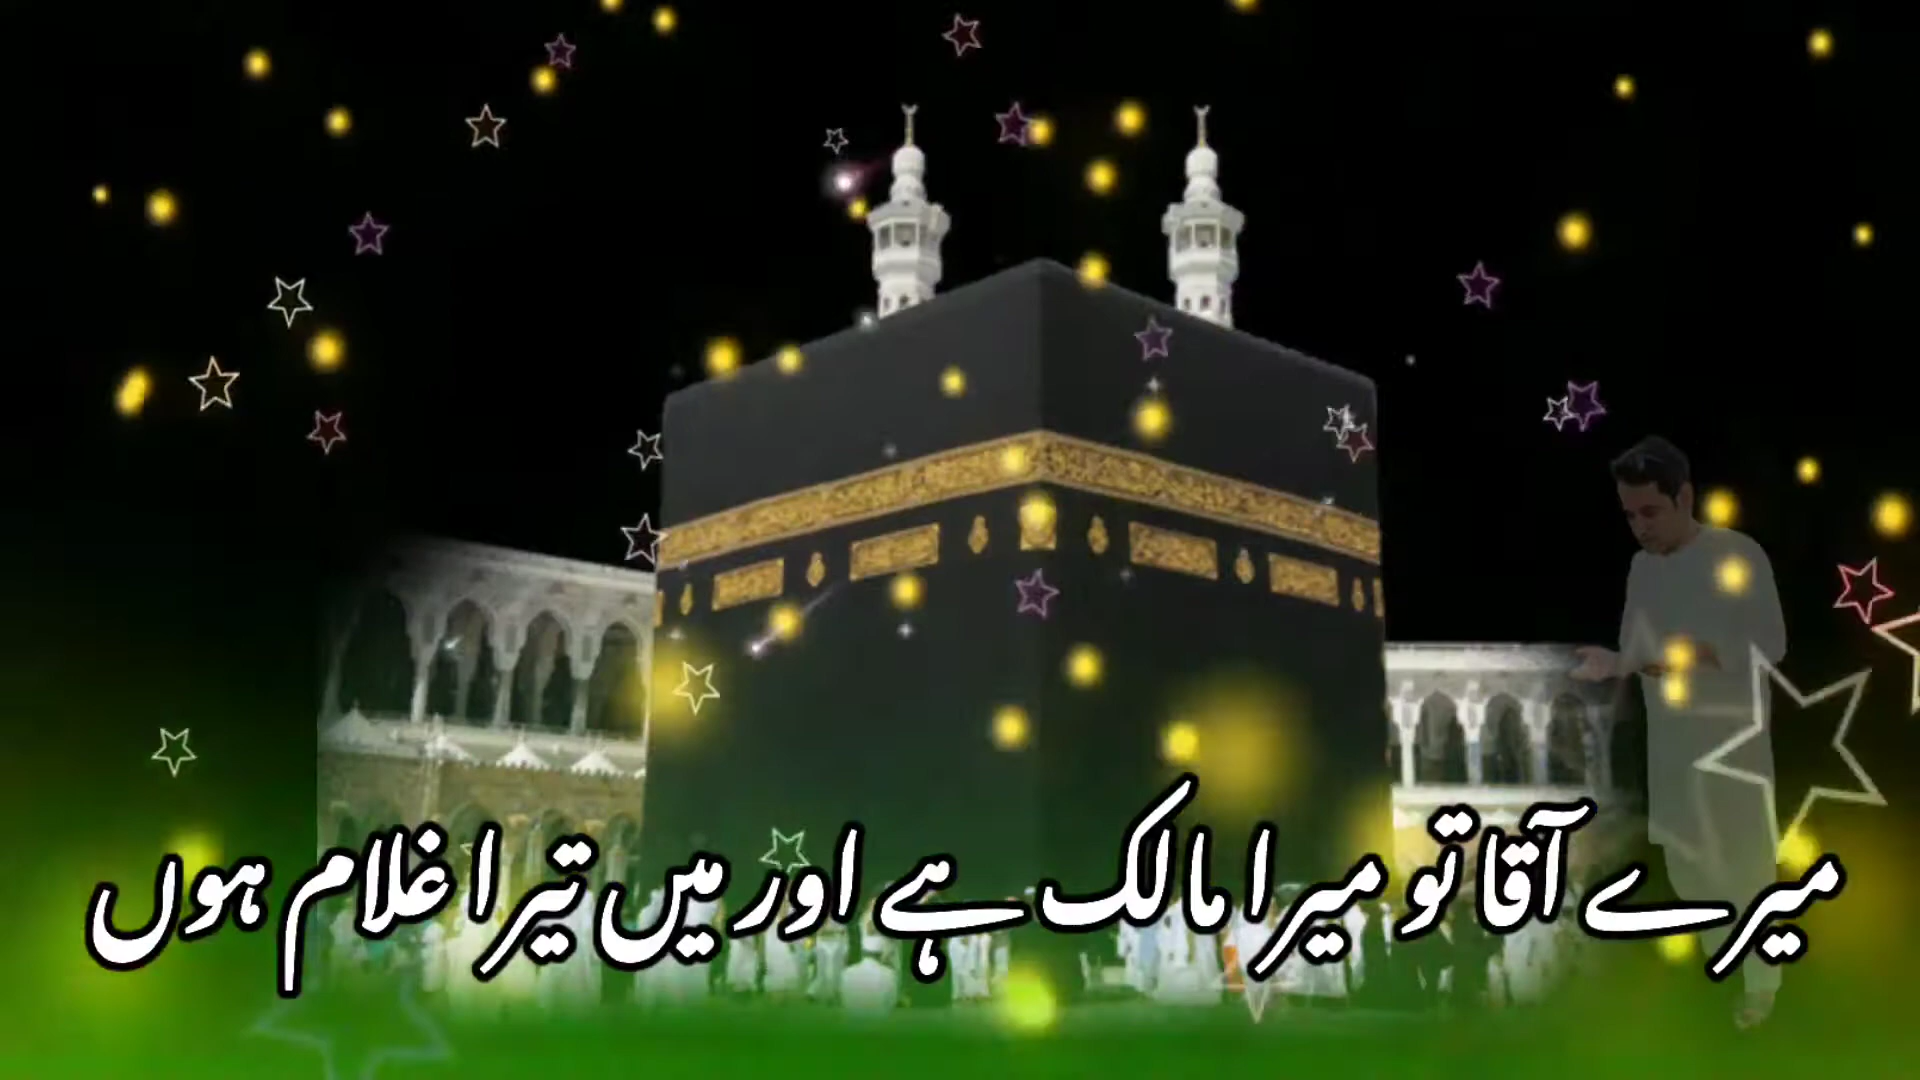 میرے آقا تو میرا مالک ہے اور میں تیرا غلام ہوں